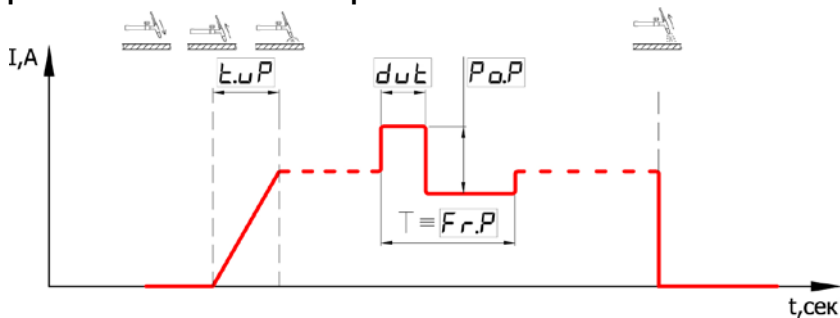 I,A
t.uP
dut
Po.P
T ≡ Fr.P
t,сек